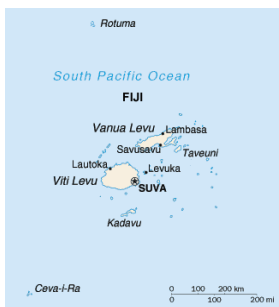 Rotuma
South Pacific Ocean
FIJI
Vanua Levu
Lambasa
Savusavu
Taveuni
Lautoka
Levuka
Viti Levu
SUVA
Kadavu
Ceva-i-Ra
0 100 200 km
0 100 200 mi